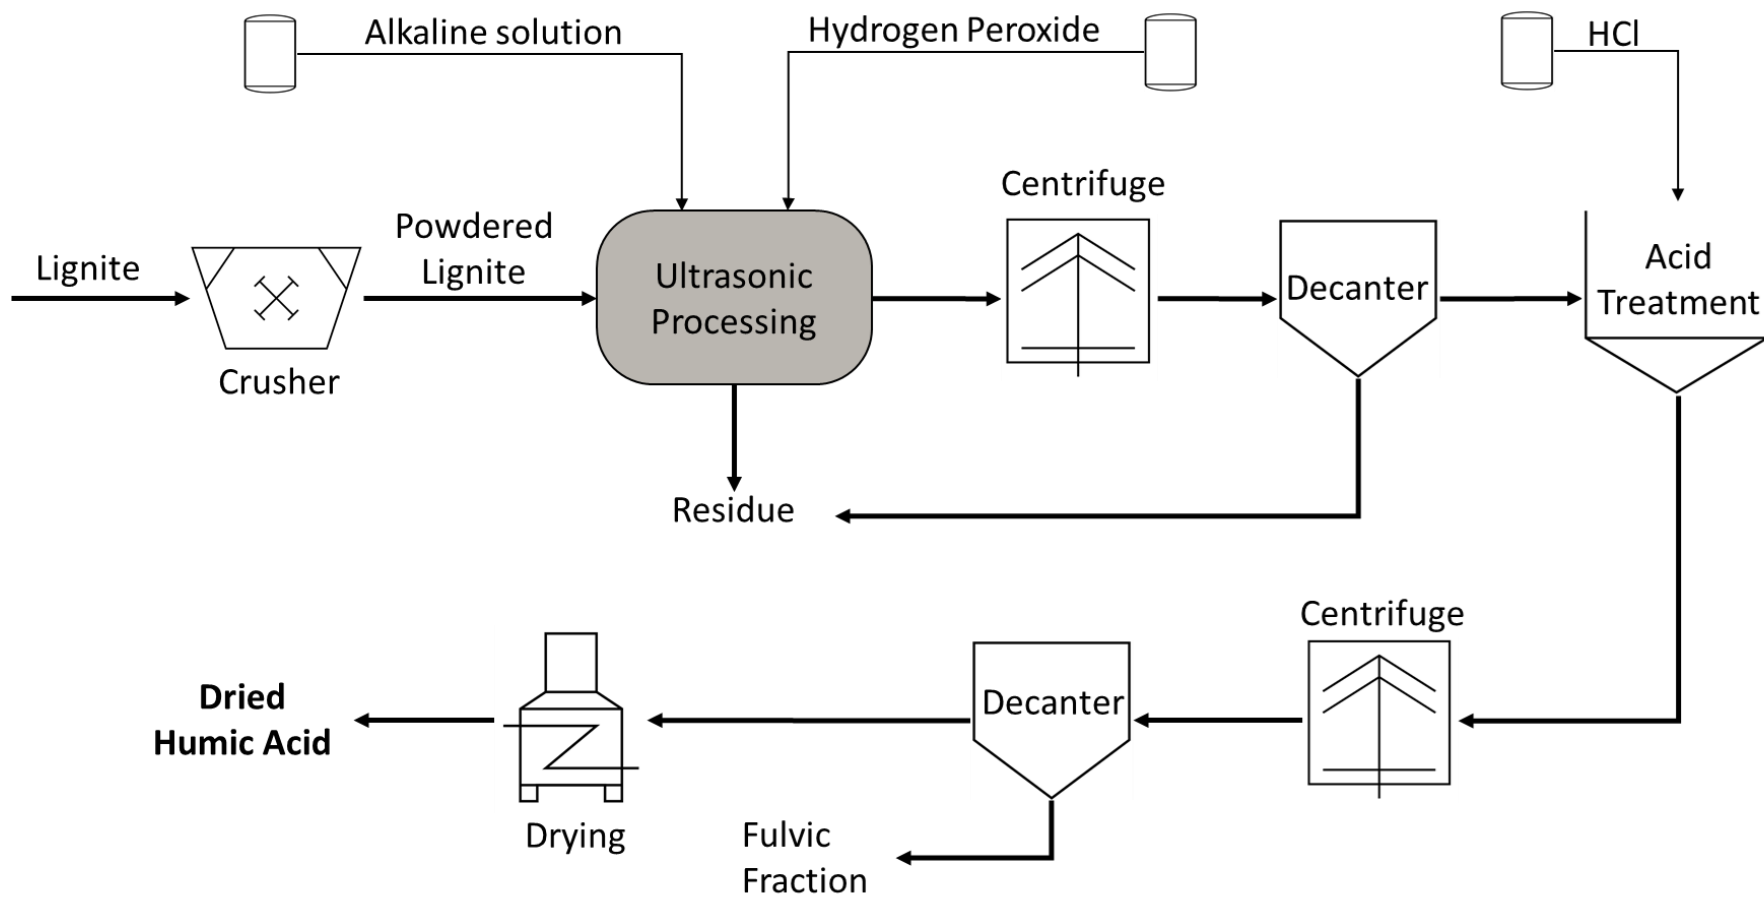 Alkaline solution
Hydrogen Peroxide
HCl
Centrifuge
Lignite
Powdered
Lignite
Ultrasonic
Processing
Decanter
Acid
Treatment
Crusher
Residue
Centrifuge
Decanter
Dried
Humic Acid
Drying
Fulvic
Fraction